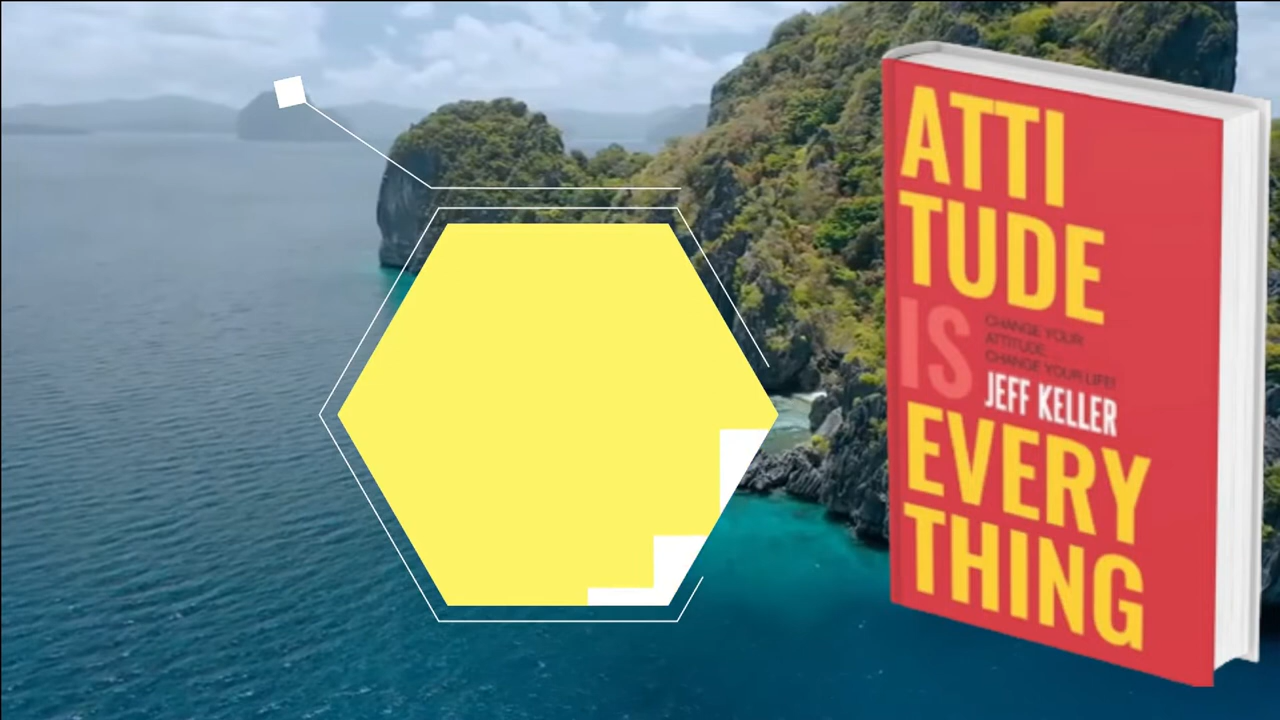 ATTI
TUDE
IS
CHANGE YOUR
ATTITUDE...
CHANGE YOUR LIFE!
JEFF KELLER
EVERY
THING